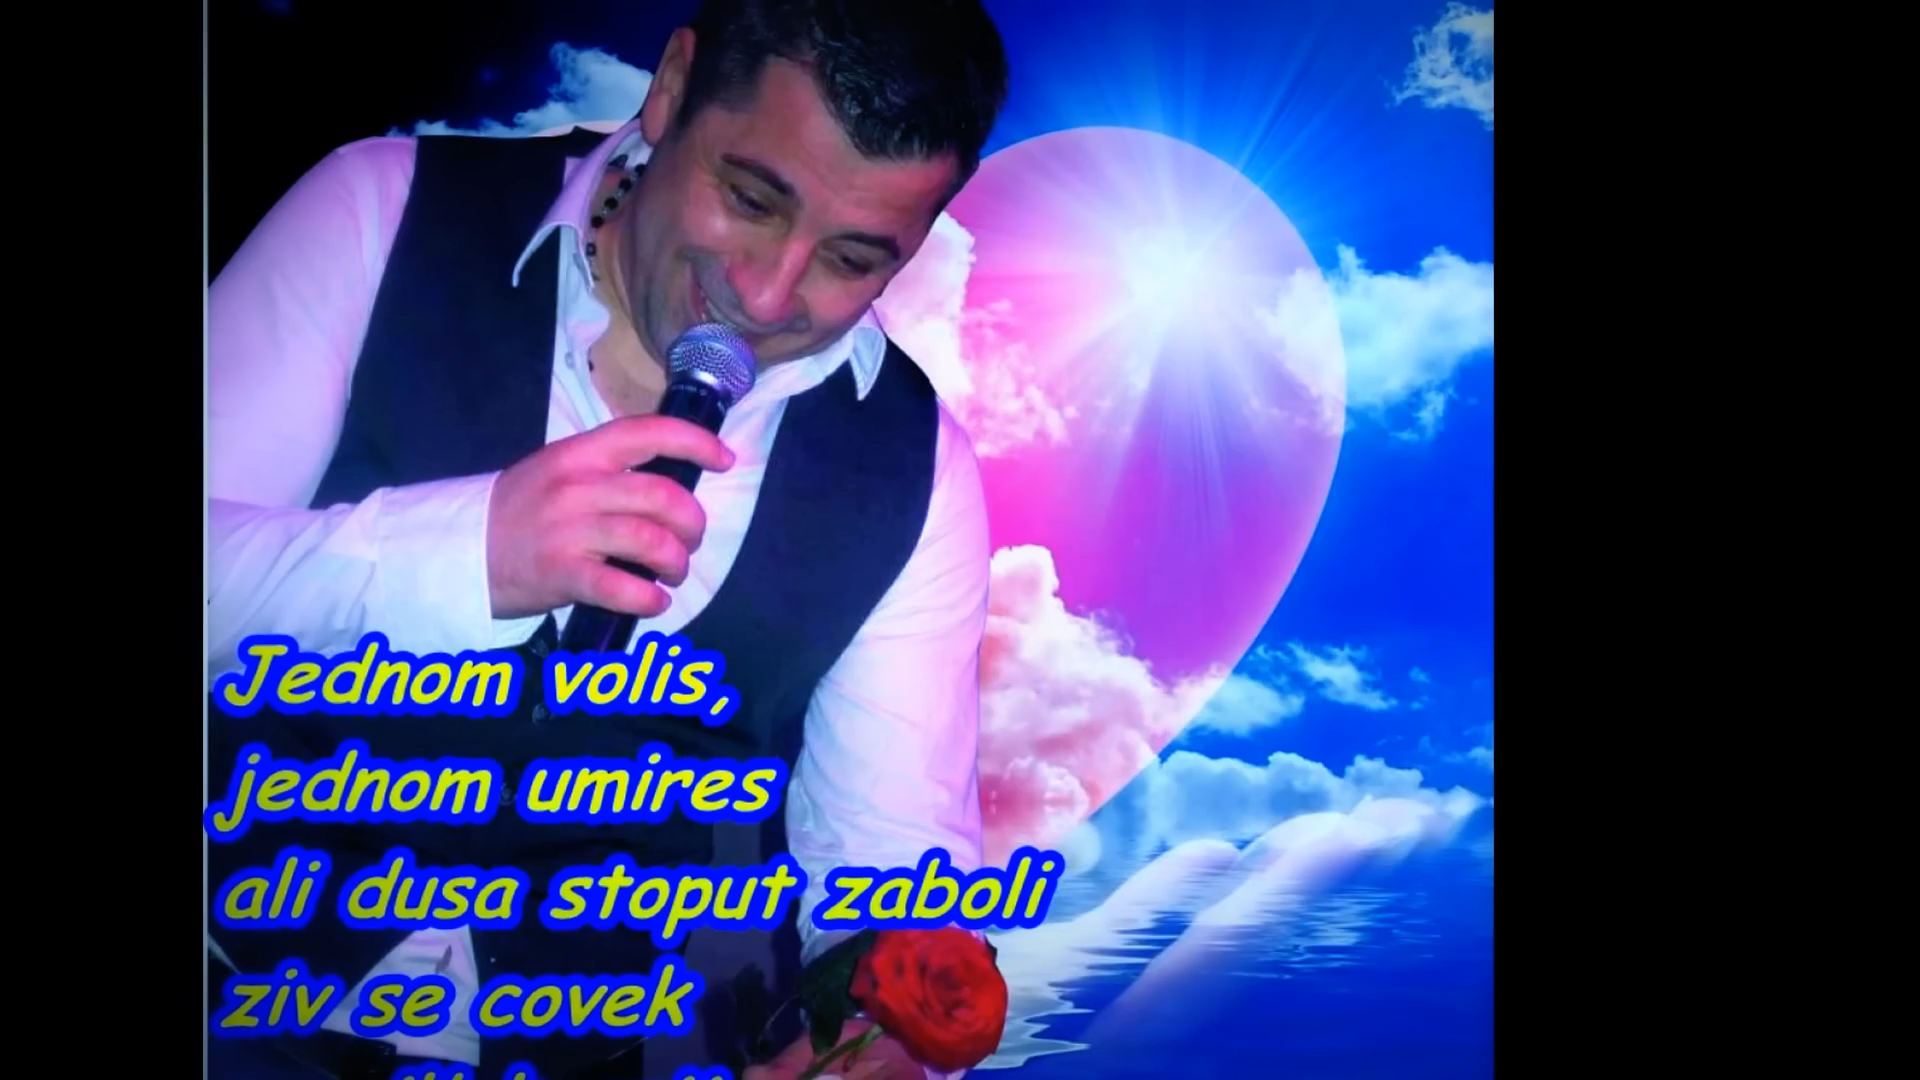 Jednom volis,
jednom umires
ali dusa stoput zaboli
ziv se covek